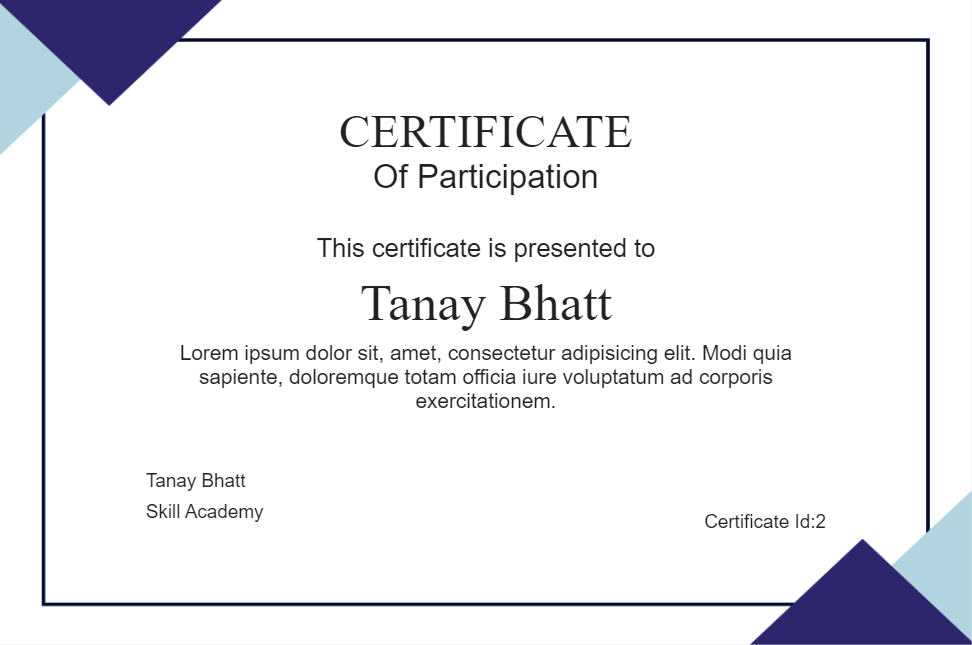 CERTIFICATE
Of Participation
This certificate is presented to
Tanay Bhatt
Lorem ipsum dolor sit, amet, consectetur adipisicing elit. Modi quia
sapiente, doloremque totam officia iure voluptatum ad corporis
exercitationem.
Tanay Bhatt
Skill Academy
Certificate Id:2